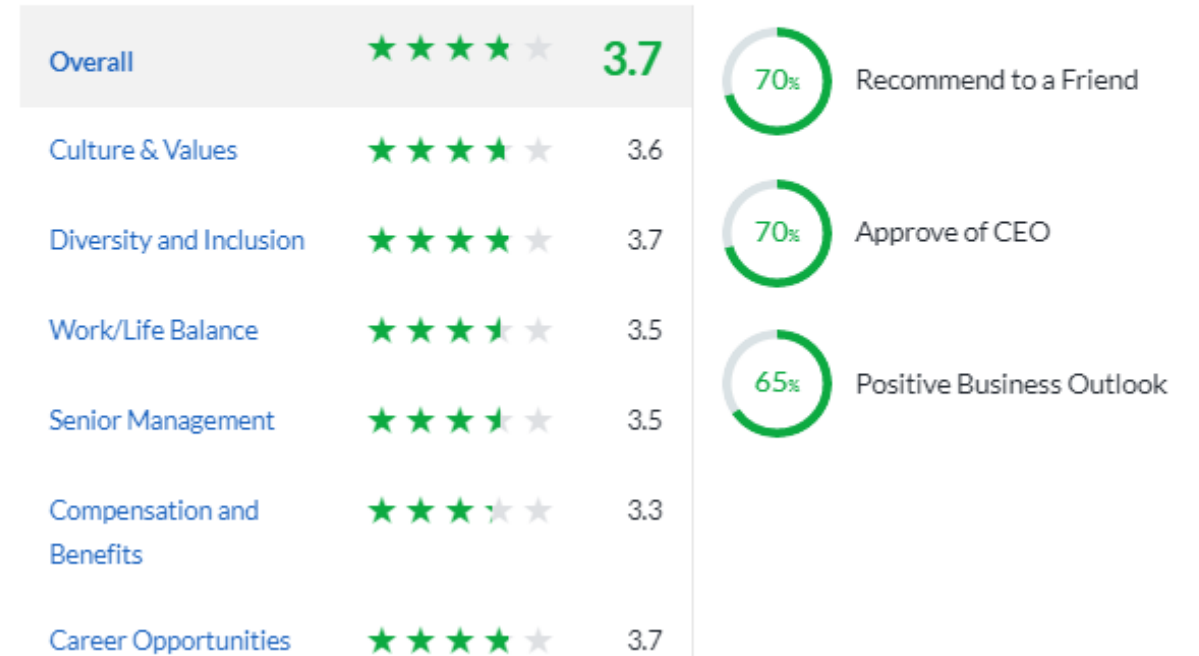 Overall 3.7
Culture & Values 3.6
Diversity and Inclusion 3.7
Work/Life Balance 3.5
Senior Management 3.5
Compensation and 3.3
Benefits
Career Opportunities 3.7
70% Recommend to a Friend
70% Approve of CEO
65% Positive Business Outlook